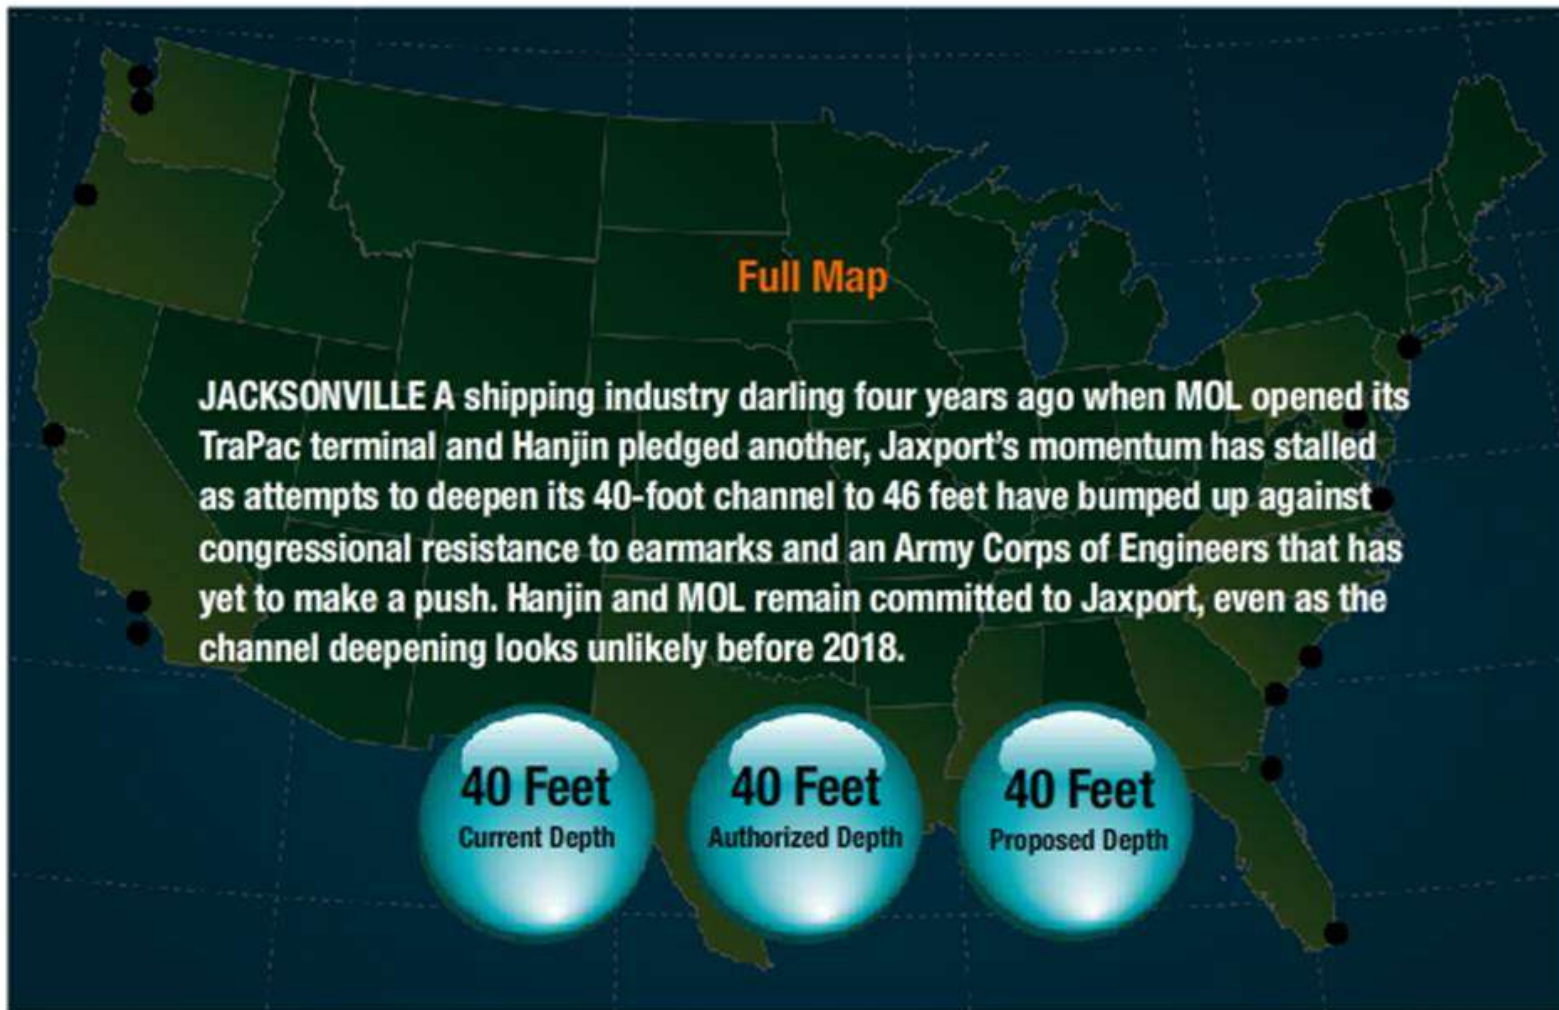 Full Map
JACKSONVILLE A shipping industry darling four years ago when MOL opened its
TraPac terminal and Hanjin pledged another, Jaxport's momentum has stalled
as attempts to deepen its 40-foot channel to 46 feet have bumped up against
congressional resistance to earmarks and an Army Corps of Engineers that has
yet to make a push. Hanjin and MOL remain committed to Jaxport, even as the
channel deepening looks unlikely before 2018.
40 Feet
Current Depth
40 Feet
Authorized Depth
40 Feet
Proposed Depth